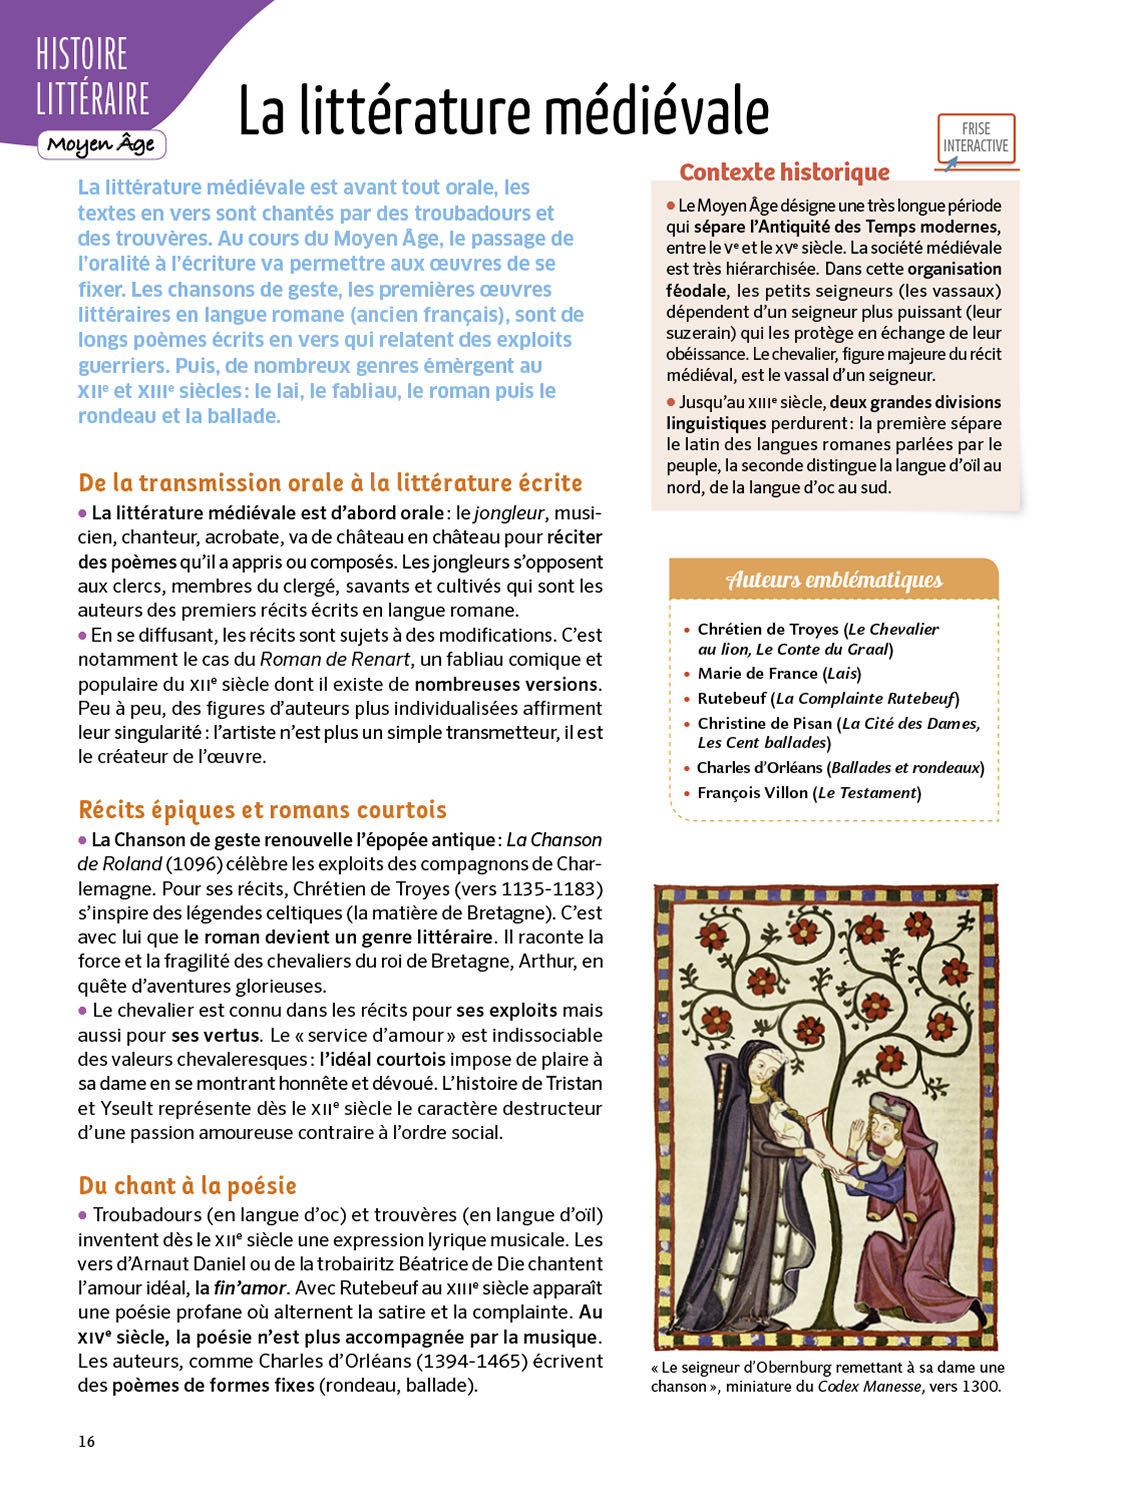 HISTOIRE
LITTÉRAIRE
Moyen Âge
La littérature médiévale
FRISE
INTERACTIVE
La littérature médiévale est avant tout orale, les
textes en vers sont chantés par des troubadours et
des trouvères. Au cours du Moyen Âge, le passage de
l'oralité à l'écriture va permettre aux œuvres de se
fixer. Les chansons de geste, les premières œuvres
littéraires en langue romane (ancien français), sont de
longs poèmes écrits en vers qui relatent des exploits
guerriers. Puis, de nombreux genres émèrgent au
XIIe et XIIIe siècles : le lai, le fabliau, le roman puis le
rondeau et la ballade.
De la transmission orale à la littérature écrite
• La littérature médiévale est d'abord orale : le jongleur, musi-
cien, chanteur, acrobate, va de château en château pour réciter
des poèmes qu'il a appris ou composés. Les jongleurs s'opposent
aux clercs, membres du clergé, savants et cultivés qui sont les
auteurs des premiers récits écrits en langue romane.
• En se diffusant, les récits sont sujets à des modifications. C'est
notamment le cas du Roman de Renart, un fabliau comique et
populaire du XIIe siècle dont il existe de nombreuses versions.
Peu à peu, des figures d'auteurs plus individualisées affirment
leur singularité : l'artiste n'est plus un simple transmetteur, il est
le créateur de l'œuvre.
Récits épiques et romans courtois
• La Chanson de geste renouvelle l'épopée antique : La Chanson
de Roland (1096) célèbre les exploits des compagnons de Char-
lemagne. Pour ses récits, Chrétien de Troyes (vers 1135-1183)
s'inspire des légendes celtiques (la matière de Bretagne). C'est
avec lui que le roman devient un genre littéraire. Il raconte la
force et la fragilité des chevaliers du roi de Bretagne, Arthur, en
quête d'aventures glorieuses.
• Le chevalier est connu dans les récits pour ses exploits mais
aussi pour ses vertus. Le « service d'amour » est indissociable
des valeurs chevaleresques : l'idéal courtois impose de plaire à
sa dame en se montrant honnête et dévoué. L'histoire de Tristan
et Yseult représente dès le XIIe siècle le caractère destructeur
d'une passion amoureuse contraire à l'ordre social.
Du chant à la poésie
• Troubadours (en langue d'oc) et trouvères (en langue d'oïl)
inventent dès le XIIe siècle une expression lyrique musicale. Les
vers d'Arnaut Daniel ou de la trobairitz Béatrice de Die chantent
l'amour idéal, la fin'amor. Avec Rutebeuf au XIIIe siècle apparaît
une poésie profane où alternent la satire et la complainte. Au
XIVe siècle, la poésie n'est plus accompagnée par la musique.
Les auteurs, comme Charles d'Orléans (1394-1465) écrivent
des poèmes de formes fixes (rondeau, ballade).
Contexte historique
• Le Moyen Âge désigne une très longue période
qui sépare l'Antiquité des Temps modernes,
entre le Ve et le XVe siècle. La société médiévale
est très hiérarchisée. Dans cette organisation
féodale, les petits seigneurs (les vassaux)
dépendent d'un seigneur plus puissant (leur
suzerain) qui les protège en échange de leur
obéissance. Le chevalier, figure majeure du récit
médiéval, est le vassal d'un seigneur.
• Jusqu'au XIIIe siècle, deux grandes divisions
linguistiques perdurent : la première sépare
le latin des langues romanes parlées par le
peuple, la seconde distingue la langue d'oïl au
nord, de la langue d'oc au sud.
Auteurs emblématiques
• Chrétien de Troyes (Le Chevalier
au lion, Le Conte du Graal)
• Marie de France (Lais)
• Rutebeuf (La Complainte Rutebeuf)
• Christine de Pisan (La Cité des Dames,
Les Cent ballades)
• Charles d'Orléans (Ballades et rondeaux)
• François Villon (Le Testament)
« Le seigneur d'Obernburg remettant à sa dame une
chanson », miniature du Codex Manesse, vers 1300.
16